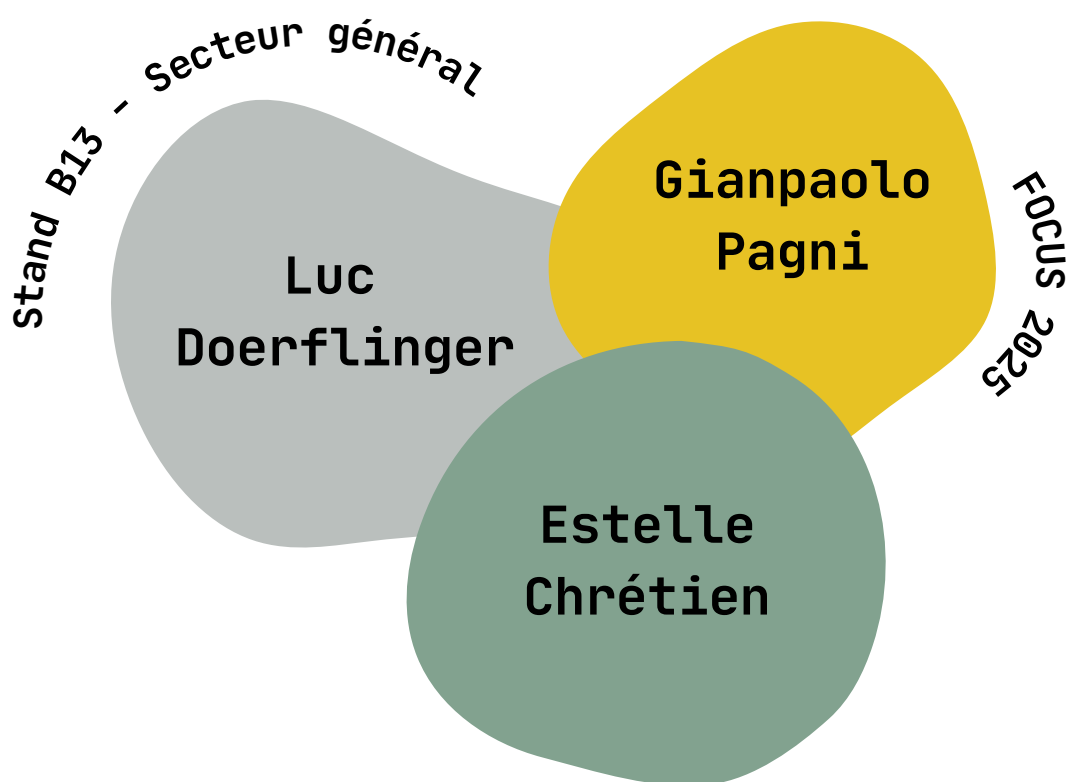 Stand B13 - Secteur général
Gianpaolo
Pagni
FOCUS 2025
Luc
Doerflinger
Estelle
Chrétien